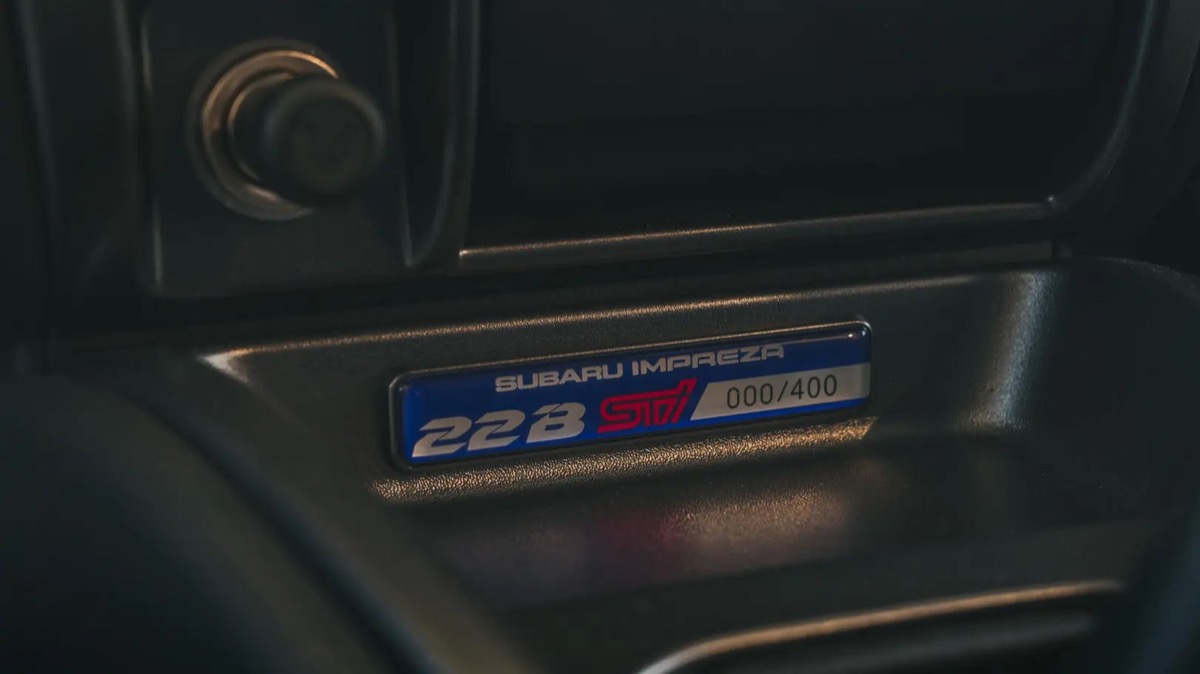 SUBARU IMPREZA
22B STi 000/400